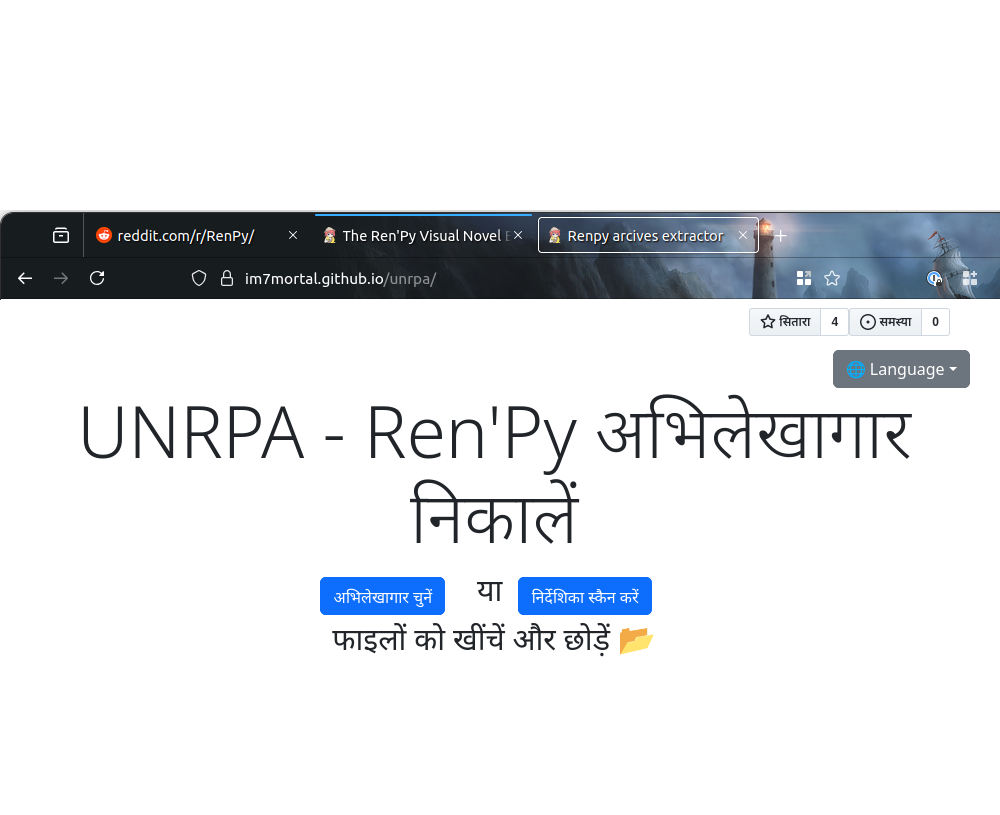 reddit.com/r/RenPy/
The Ren'Py Visual Novel E
Renpy arcives extractor
im7mortal.github.io/unrpa/
सितारा 4 समस्या 0
Language
UNRPA - Ren'Py अभिलेखागार
निकालें
अभिलेखागार चुनें या निर्देशिका स्कैन करें
फाइलों को खींचें और छोड़ें